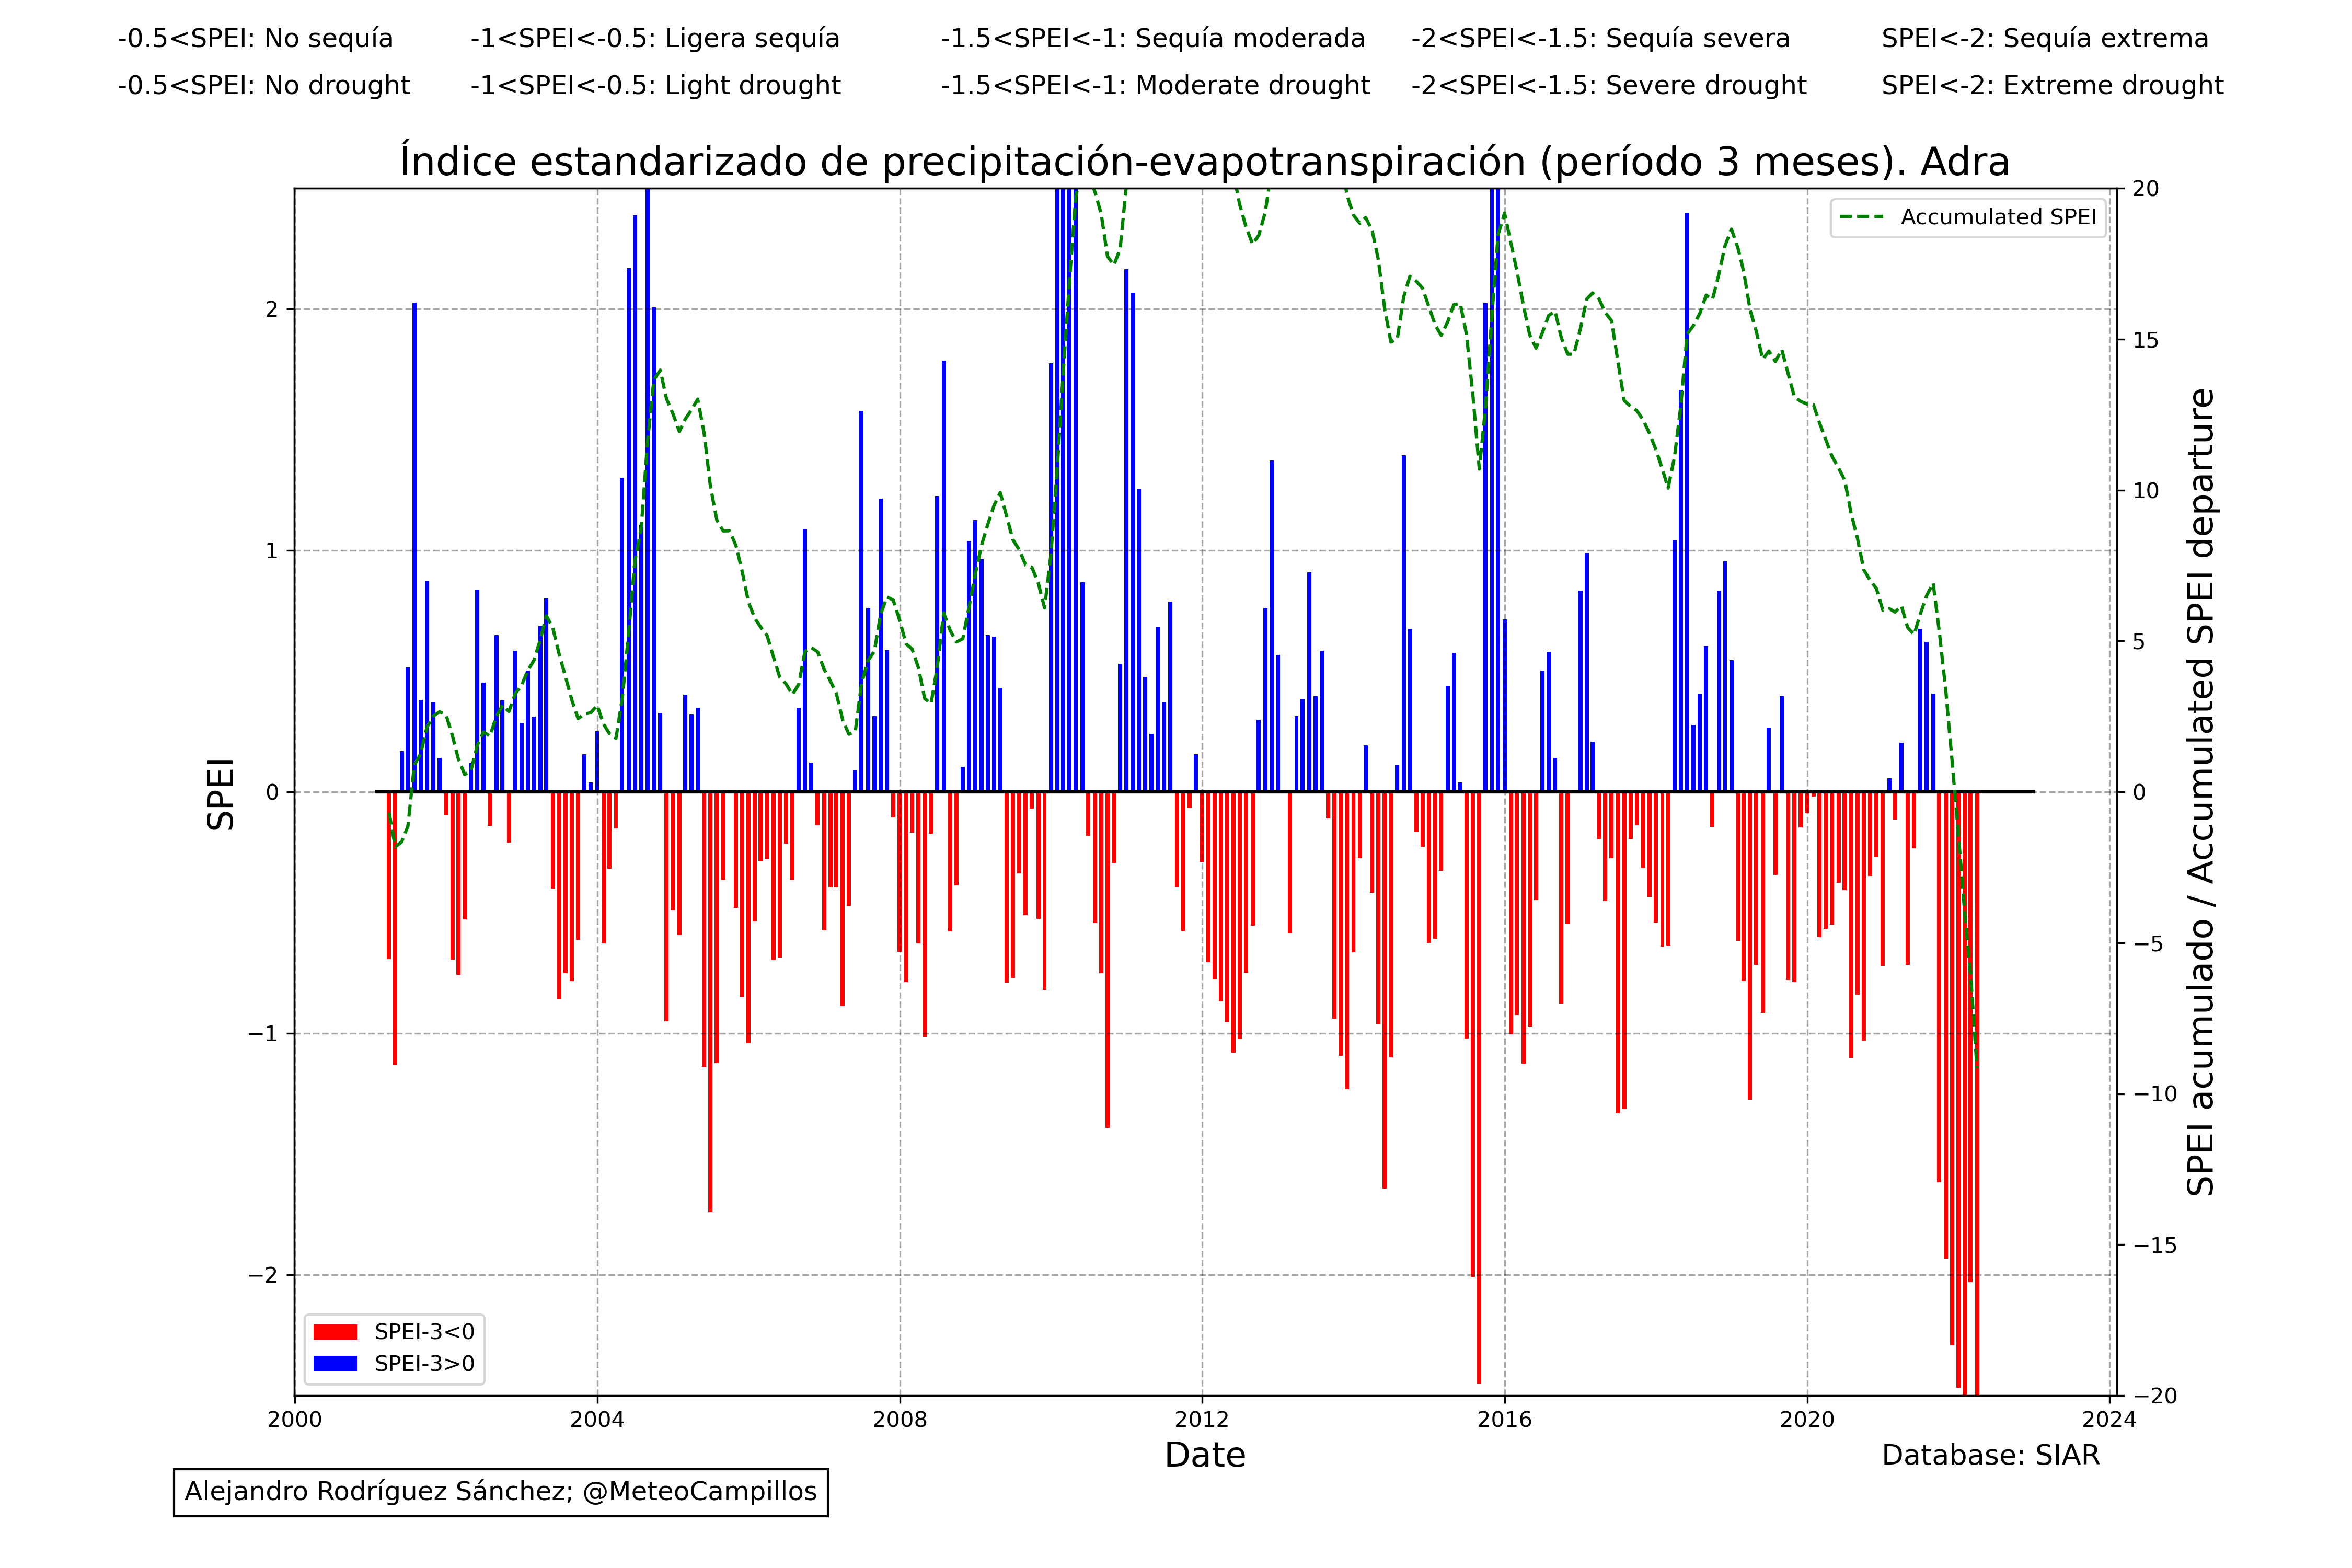 -0.5<SPEI: No sequía
-1<SPEI<-0.5: Ligera sequía
-1.5<SPEI<-1: Sequía moderada
-2<SPEI<-1.5: Sequía severa
SPEI<-2: Sequía extrema
-0.5<SPEI: No drought
-1<SPEI<-0.5: Light drought
-1.5<SPEI<-1: Moderate drought
-2<SPEI<-1.5: Severe drought
SPEI<-2: Extreme drought
Índice estandarizado de precipitación-evapotranspiración (período 3 meses). Adra
Accumulated SPEI
SPEI
2
1
0
−1
−2
20
15
10
5
0
−5
−10
−15
−20
SPEI acumulado / Accumulated SPEI departure
SPEI-3<0
SPEI-3>0
2000
2004
2008
2012
2016
2020
2024
Date
Database: SIAR
Alejandro Rodríguez Sánchez; @MeteoCampillos